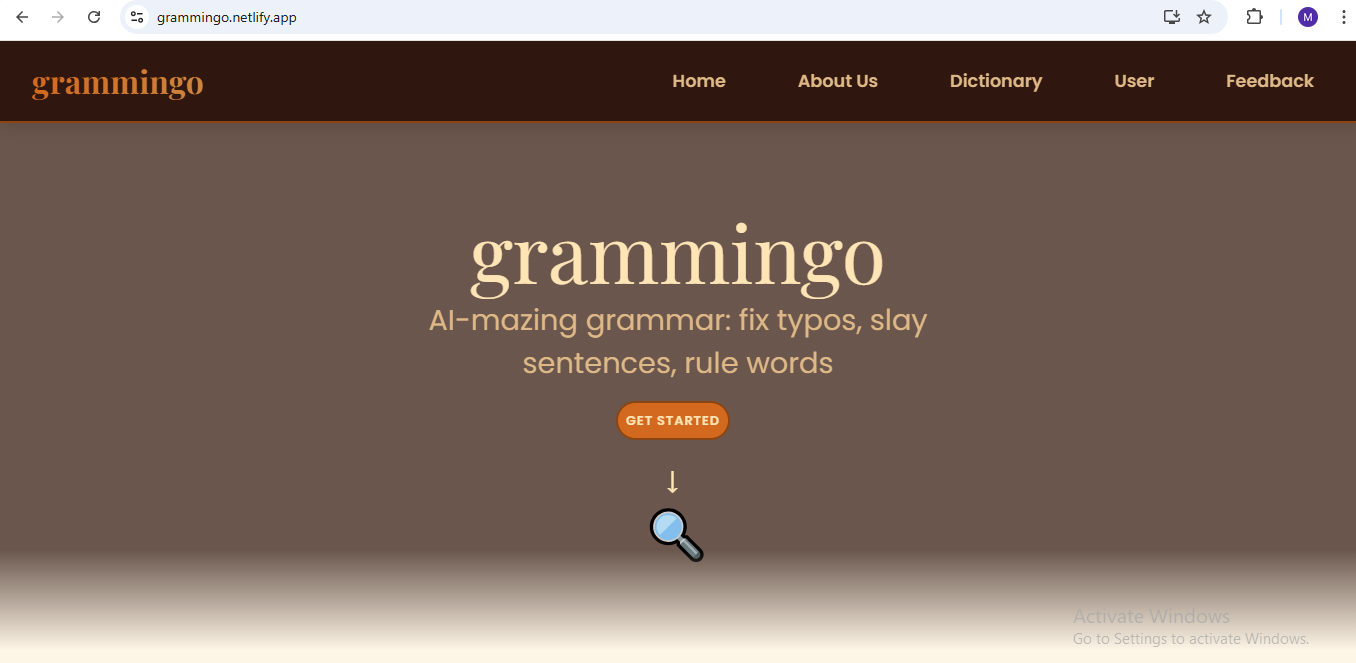 grammingo.netlify.app
M
grammingo
Home
About Us
Dictionary
User
Feedback
grammingo
AI-mazing grammar: fix typos, slay
sentences, rule words
GET STARTED
↓
Activate Windows
Go to Settings to activate Windows.